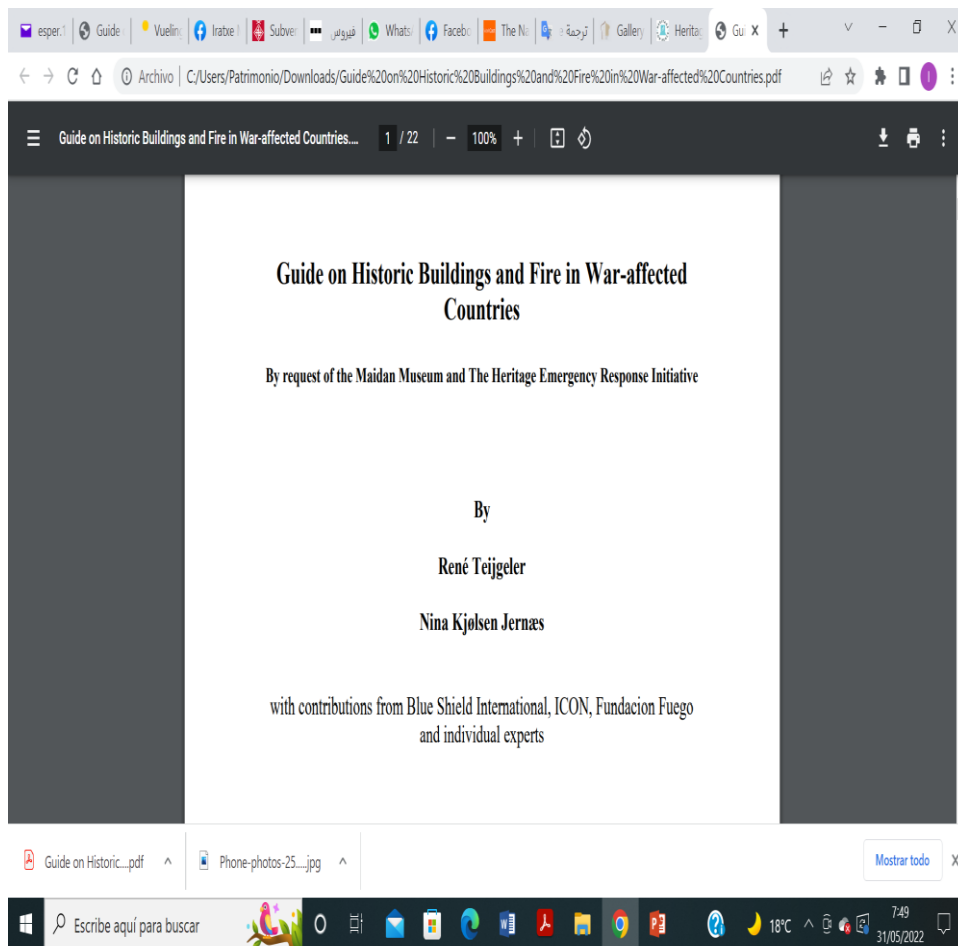 esper.1
Guide
Vueling
Iratxe
Subver
فيروس
Whats
Facebo
The Na
ترجمة
Gallery
Heritag
Gu
Archivo
C:/Users/Patrimonio/Downloads/Guide%20on%20Historic%20Buildings%20and%20Fire%20in%20War-affected%20Countries.pdf
Guide on Historic Buildings and Fire in War-affected Countries.... 1 / 22 − 100% +
Guide on Historic Buildings and Fire in War-affected
Countries
By request of the Maidan Museum and The Heritage Emergency Response Initiative
By
René Teijgeler
Nina Kjølsen Jernæs
with contributions from Blue Shield International, ICON, Fundacion Fuego
and individual experts
Guide on Historic....pdf
Phone-photos-25....jpg
Mostrar todo
Escribe aquí para buscar
18°C
7:49
31/05/2022